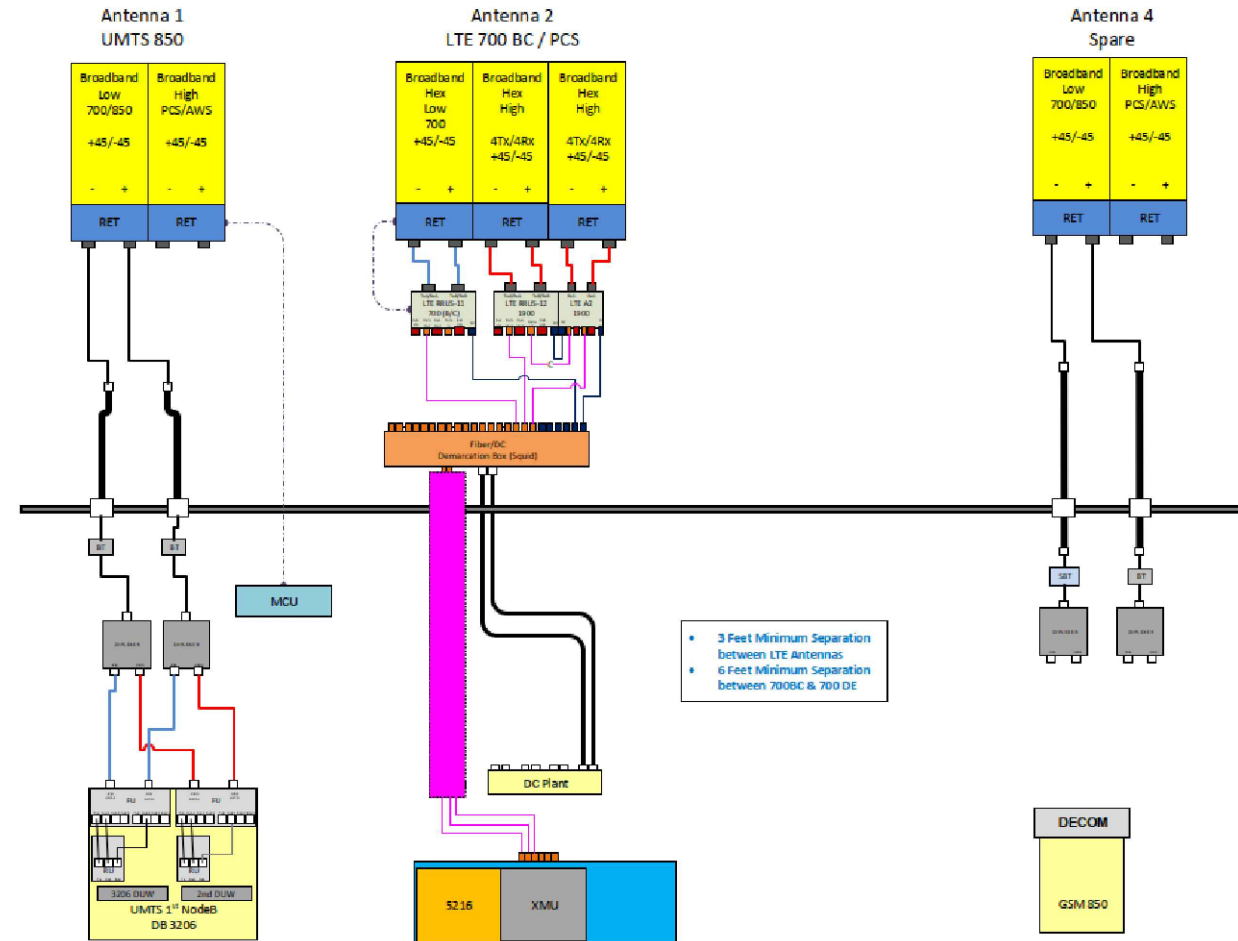 Antenna 1
UMTS 850
Antenna 2
LTE 700 BC / PCS
Antenna 4
Spare
Broadband
Low
700/850
+45/-45
- +
Broadband
High
PCS/AWS
+45/-45
- +
Broadband
Hex
Low
700
+45/-45
- +
Broadband
Hex
High
4Tx/4Rx
+45/-45
- +
Broadband
Hex
High
4Tx/4Rx
+45/-45
- +
Broadband
Low
700/850
+45/-45
- +
Broadband
High
PCS/AWS
+45/-45
- +
RET
RET
RET
RET
RET
RET
RET
LTE RRUS-11
700 (B/C)
LTE RRUS-12
1900
LTE A2
1900
Fiber/DC
Demarcation Box (Squid)
BT
BT
SBT
BT
MCU
• 3 Feet Minimum Separation
between LTE Antennas
• 6 Feet Minimum Separation
between 700BC & 700 DE
DC Plant
RU
RU
3206 DUW
2nd DUW
UMTS 1st NodeB
DB 3206
5216
XMU
DECOM
GSM 850